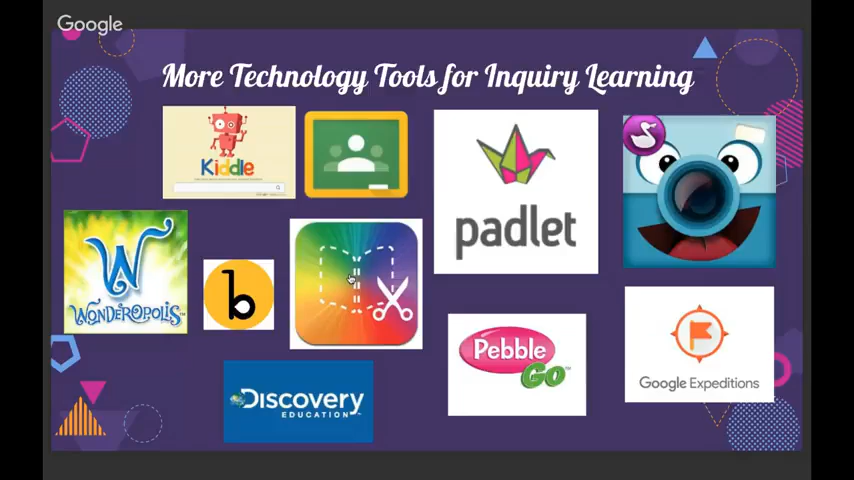 Google
More Technology Tools for Inquiry Learning
Kiddle
padlet
WONDEROPOLIS
b
Pebble
Go
Google Expeditions
Discovery
EDUCATION